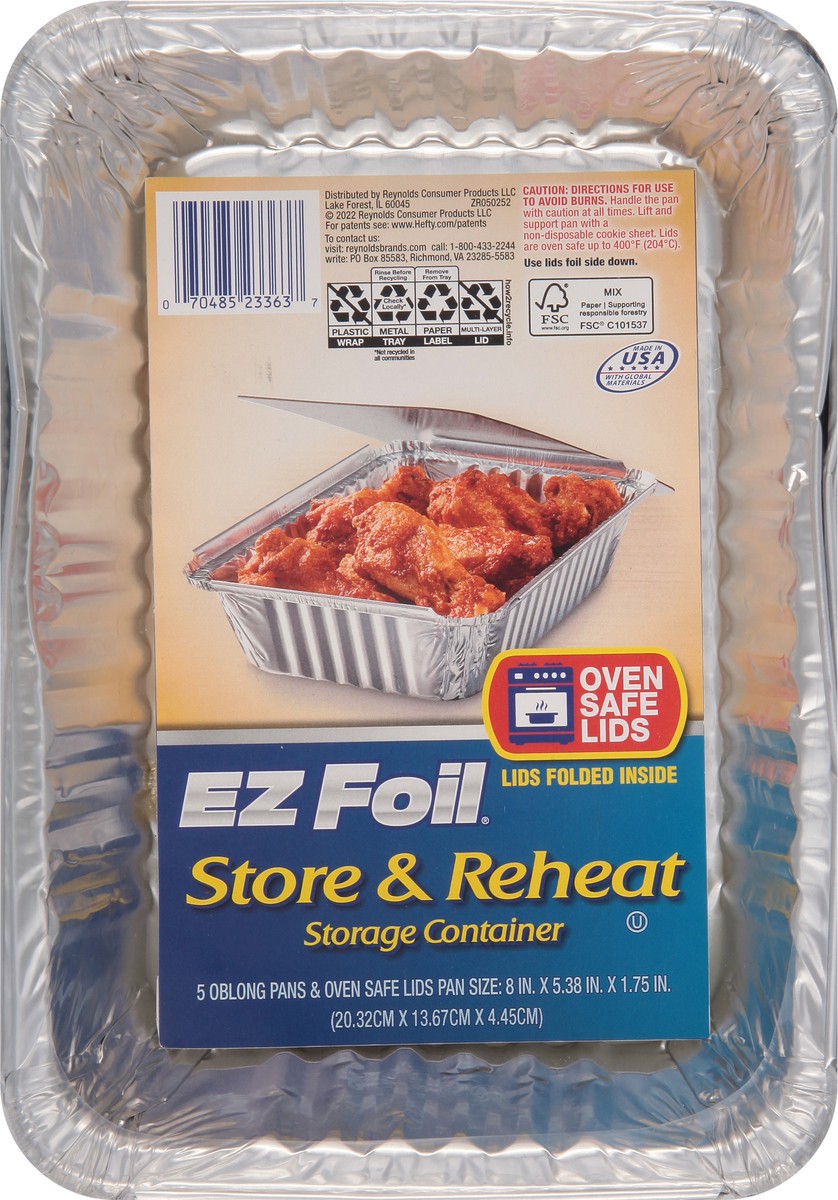 Distributed by Reynolds Consumer Products LLC
Lake Forest, IL 60045 ZR050252
© 2022 Reynolds Consumer Products LLC
For patents see: www.Hefty.com/patents
To contact us:
visit: reynoldsbrands.com call: 1-800-433-2244
write: PO Box 85583, Richmond, VA 23285-5583
CAUTION: DIRECTIONS FOR USE
TO AVOID BURNS. Handle the pan
with caution at all times. Lift and
support pan with a
non-disposable cookie sheet. Lids
are oven safe up to 400°F (204°C).
Use lids foil side down.
0 70485 23363 7
Rinse Before
Recycling
Remove
From Tray
Check
Locally*
PLASTIC
WRAP
METAL
TRAY
PAPER
LABEL
MULTI-LAYER
LID
how2recycle.info
*Not recycled in
all communities
FSC
www.fsc.org
MIX
Paper | Supporting
responsible forestry
FSC® C101537
MADE IN
USA
WITH GLOBAL
MATERIALS
OVEN
SAFE
LIDS
LIDS FOLDED INSIDE
EZ Foil®
Store & Reheat
Storage Container
U
5 OBLONG PANS & OVEN SAFE LIDS PAN SIZE: 8 IN. X 5.38 IN. X 1.75 IN.
(20.32CM X 13.67CM X 4.45CM)